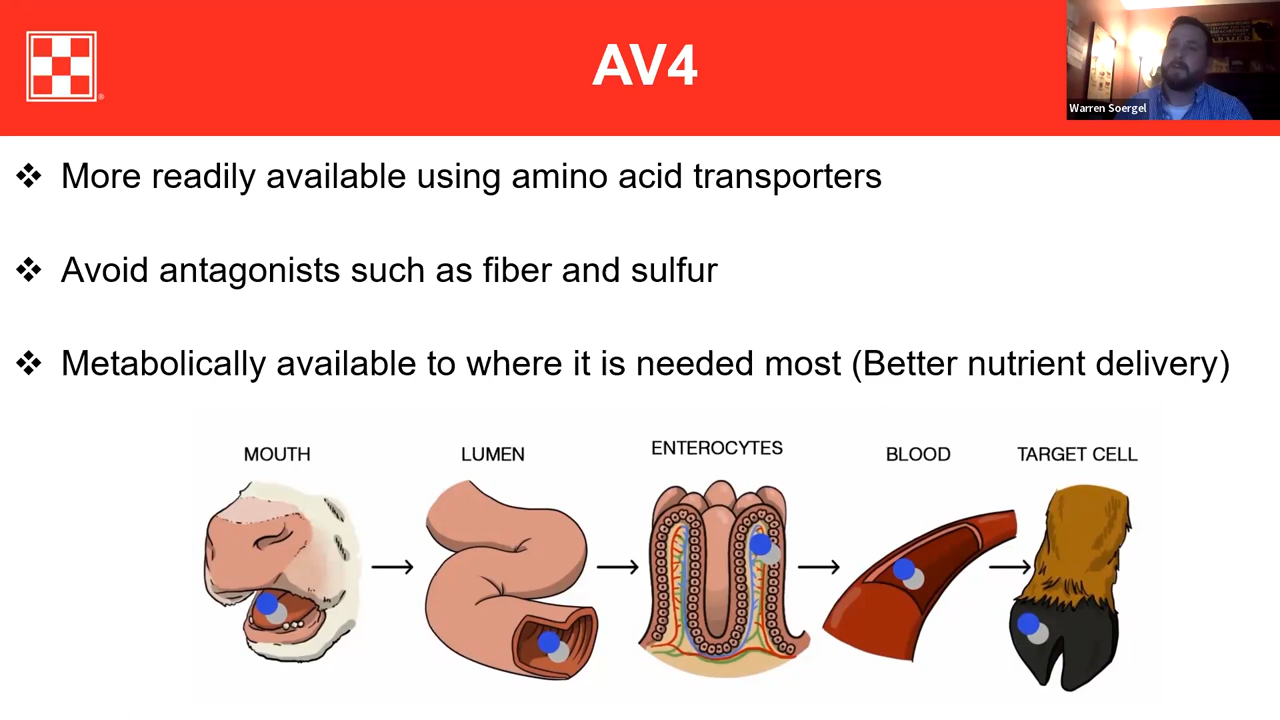 AV4
Warren Soergel
❖ More readily available using amino acid transporters
❖ Avoid antagonists such as fiber and sulfur
❖ Metabolically available to where it is needed most (Better nutrient delivery)
MOUTH
LUMEN
ENTEROCYTES
BLOOD
TARGET CELL